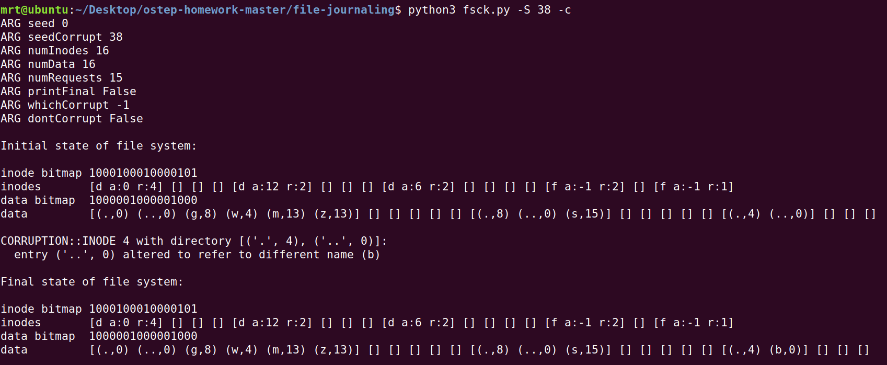 mrt@ubuntu:~/Desktop/ostep-homework-master/file-journaling$ python3 fsck.py -S 38 -c
ARG seed 0
ARG seedCorrupt 38
ARG numInodes 16
ARG numData 16
ARG numRequests 15
ARG printFinal False
ARG whichCorrupt -1
ARG dontCorrupt False
Initial state of file system:
inode bitmap 1000100010000101
inodes       [d a:0 r:4] [] [] [] [d a:12 r:2] [] [] [] [d a:6 r:2] [] [] [] [] [f a:-1 r:2] [] [f a:-1 r:1]
data bitmap  1000001000001000
data         [(.,0) (..,0) (g,8) (w,4) (m,13) (z,13)] [] [] [] [] [] [(.,8) (..,0) (s,15)] [] [] [] [] [] [(.,4) (..,0)] [] [] []
CORRUPTION::INODE 4 with directory [('.', 4), ('..', 0)]:
  entry ('..', 0) altered to refer to different name (b)
Final state of file system:
inode bitmap 1000100010000101
inodes       [d a:0 r:4] [] [] [] [d a:12 r:2] [] [] [] [d a:6 r:2] [] [] [] [] [f a:-1 r:2] [] [f a:-1 r:1]
data bitmap  1000001000001000
data         [(.,0) (..,0) (g,8) (w,4) (m,13) (z,13)] [] [] [] [] [] [(.,8) (..,0) (s,15)] [] [] [] [] [] [(.,4) (b,0)] [] [] []